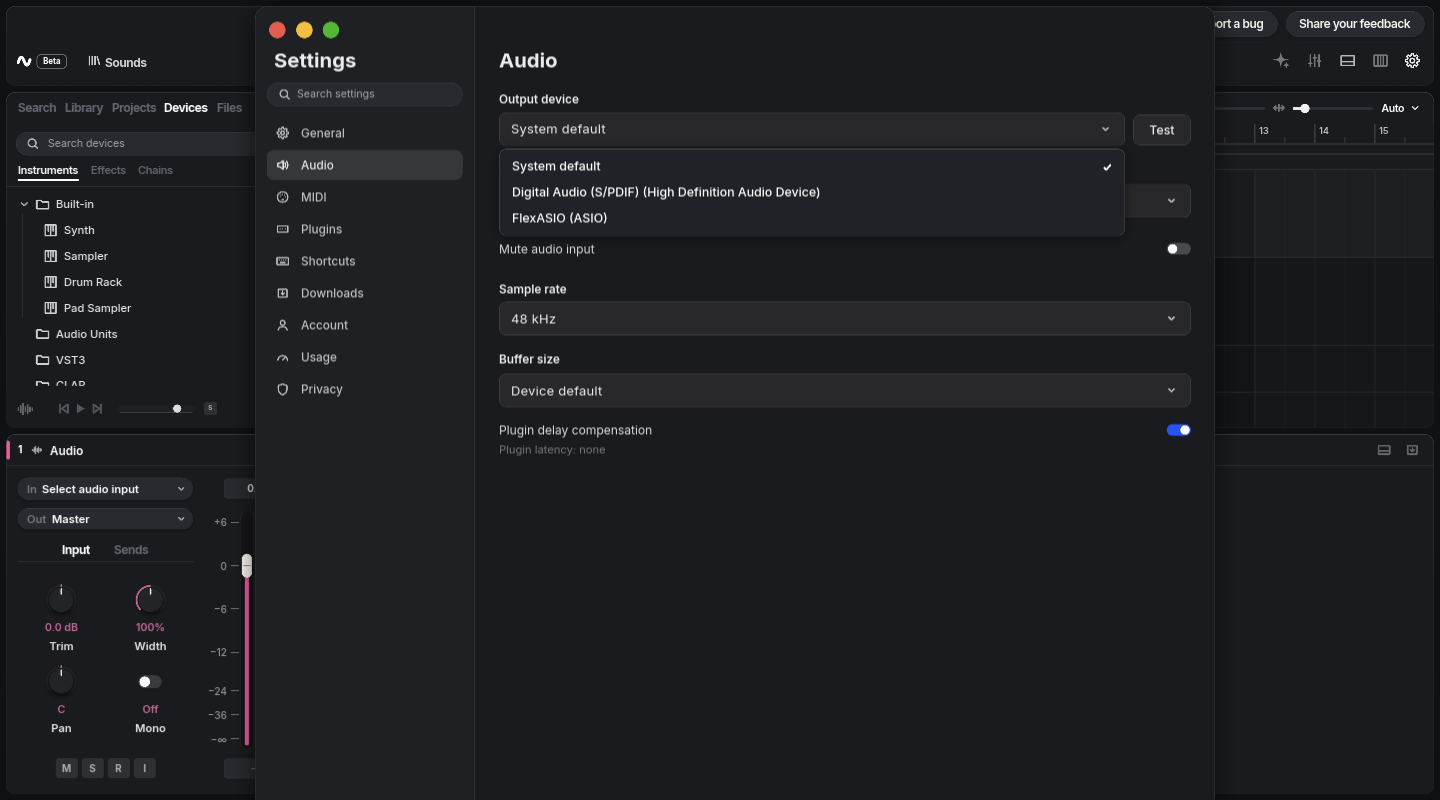 ort a bug
Share your feedback
Beta
Sounds
Search Library Projects Devices Files
Search devices
Instruments Effects Chains
Built-in
Synth
Sampler
Drum Rack
Pad Sampler
Audio Units
VST3
CLAP
S
1 Audio
In Select audio input
Out Master
Input Sends
0.0 dB
100%
Trim
Width
C
Off
Pan
Mono
M S R I
0.
+6
0
−6
−12
−24
−36
−∞
Settings
Search settings
General
Audio
MIDI
Plugins
Shortcuts
Downloads
Account
Usage
Privacy
Audio
Output device
System default
Test
System default
Digital Audio (S/PDIF) (High Definition Audio Device)
FlexASIO (ASIO)
Mute audio input
Sample rate
48 kHz
Buffer size
Device default
Plugin delay compensation
Plugin latency: none
Auto
13 14 15